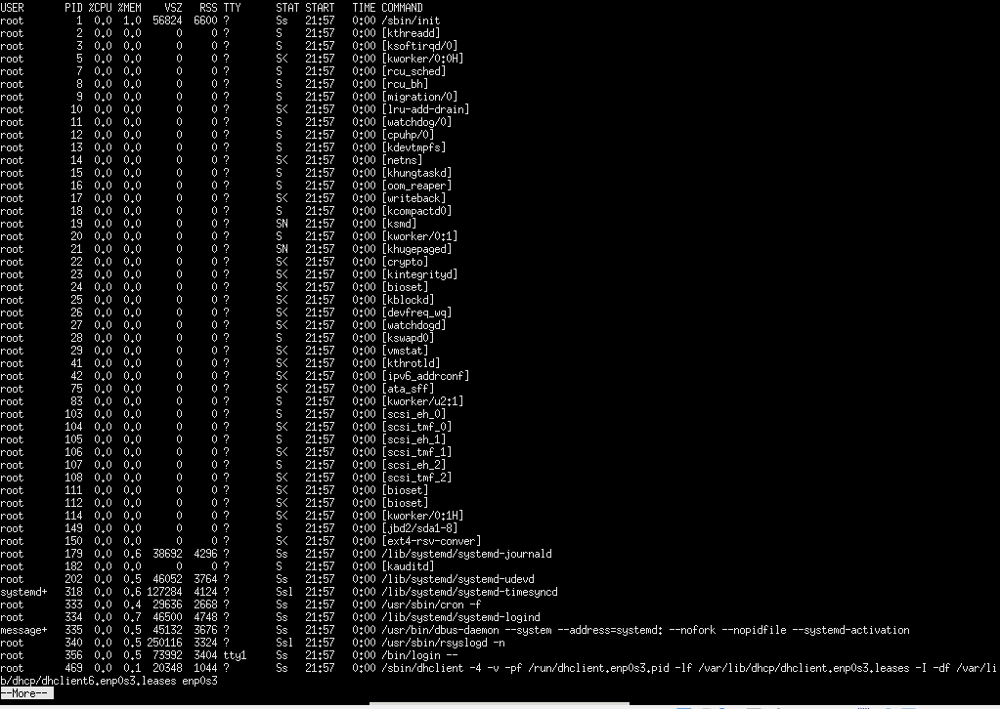 USER       PID %CPU %MEM    VSZ   RSS TTY      STAT START   TIME COMMAND
root         1  0.0  1.0  56824  6600 ?        Ss   21:57   0:00 /sbin/init
root         2  0.0  0.0      0     0 ?        S    21:57   0:00 [kthreadd]
root         3  0.0  0.0      0     0 ?        S    21:57   0:00 [ksoftirqd/0]
root         5  0.0  0.0      0     0 ?        S<   21:57   0:00 [kworker/0:0H]
root         7  0.0  0.0      0     0 ?        S    21:57   0:00 [rcu_sched]
root         8  0.0  0.0      0     0 ?        S    21:57   0:00 [rcu_bh]
root         9  0.0  0.0      0     0 ?        S    21:57   0:00 [migration/0]
root        10  0.0  0.0      0     0 ?        S<   21:57   0:00 [lru-add-drain]
root        11  0.0  0.0      0     0 ?        S    21:57   0:00 [watchdog/0]
root        12  0.0  0.0      0     0 ?        S    21:57   0:00 [cpuhp/0]
root        13  0.0  0.0      0     0 ?        S    21:57   0:00 [kdevtmpfs]
root        14  0.0  0.0      0     0 ?        S<   21:57   0:00 [netns]
root        15  0.0  0.0      0     0 ?        S    21:57   0:00 [khungtaskd]
root        16  0.0  0.0      0     0 ?        S    21:57   0:00 [oom_reaper]
root        17  0.0  0.0      0     0 ?        S<   21:57   0:00 [writeback]
root        18  0.0  0.0      0     0 ?        S    21:57   0:00 [kcompactd0]
root        19  0.0  0.0      0     0 ?        SN   21:57   0:00 [ksmd]
root        20  0.0  0.0      0     0 ?        S    21:57   0:00 [kworker/0:1]
root        21  0.0  0.0      0     0 ?        SN   21:57   0:00 [khugepaged]
root        22  0.0  0.0      0     0 ?        S<   21:57   0:00 [crypto]
root        23  0.0  0.0      0     0 ?        S<   21:57   0:00 [kintegrityd]
root        24  0.0  0.0      0     0 ?        S<   21:57   0:00 [bioset]
root        25  0.0  0.0      0     0 ?        S<   21:57   0:00 [kblockd]
root        26  0.0  0.0      0     0 ?        S<   21:57   0:00 [devfreq_wq]
root        27  0.0  0.0      0     0 ?        S<   21:57   0:00 [watchdogd]
root        28  0.0  0.0      0     0 ?        S    21:57   0:00 [kswapd0]
root        29  0.0  0.0      0     0 ?        S<   21:57   0:00 [vmstat]
root        41  0.0  0.0      0     0 ?        S<   21:57   0:00 [kthrotld]
root        42  0.0  0.0      0     0 ?        S<   21:57   0:00 [ipv6_addrconf]
root        75  0.0  0.0      0     0 ?        S<   21:57   0:00 [ata_sff]
root        83  0.0  0.0      0     0 ?        S    21:57   0:00 [kworker/u2:1]
root       103  0.0  0.0      0     0 ?        S    21:57   0:00 [scsi_eh_0]
root       104  0.0  0.0      0     0 ?        S<   21:57   0:00 [scsi_tmf_0]
root       105  0.0  0.0      0     0 ?        S    21:57   0:00 [scsi_eh_1]
root       106  0.0  0.0      0     0 ?        S<   21:57   0:00 [scsi_tmf_1]
root       107  0.0  0.0      0     0 ?        S    21:57   0:00 [scsi_eh_2]
root       108  0.0  0.0      0     0 ?        S<   21:57   0:00 [scsi_tmf_2]
root       111  0.0  0.0      0     0 ?        S<   21:57   0:00 [bioset]
root       112  0.0  0.0      0     0 ?        S<   21:57   0:00 [bioset]
root       114  0.0  0.0      0     0 ?        S<   21:57   0:00 [kworker/0:1H]
root       149  0.0  0.0      0     0 ?        S    21:57   0:00 [jbd2/sda1-8]
root       150  0.0  0.0      0     0 ?        S<   21:57   0:00 [ext4-rsv-conver]
root       179  0.0  0.6  38692  4296 ?        Ss   21:57   0:00 /lib/systemd/systemd-journald
root       182  0.0  0.0      0     0 ?        S    21:57   0:00 [kauditd]
root       202  0.0  0.5  46052  3764 ?        Ss   21:57   0:00 /lib/systemd/systemd-udevd
systemd+   318  0.0  0.6 127284  4124 ?        Ssl  21:57   0:00 /lib/systemd/systemd-timesyncd
root       333  0.0  0.4  29636  2668 ?        Ss   21:57   0:00 /usr/sbin/cron -f
root       334  0.0  0.7  46500  4748 ?        Ss   21:57   0:00 /lib/systemd/systemd-logind
message+   335  0.0  0.5  45132  3676 ?        Ss   21:57   0:00 /usr/bin/dbus-daemon --system --address=systemd: --nofork --nopidfile --systemd-activation
root       340  0.0  0.5 250116  3324 ?        Ssl  21:57   0:00 /usr/sbin/rsyslogd -n
root       356  0.0  0.5  73992  3404 tty1     Ss   21:57   0:00 /bin/login --
root       469  0.0  0.1  20348  1044 ?        Ss   21:57   0:00 /sbin/dhclient -4 -v -pf /run/dhclient.enp0s3.pid -lf /var/lib/dhcp/dhclient.enp0s3.leases -I -df /var/li
b/dhcp/dhclient6.enp0s3.leases enp0s3
--More--